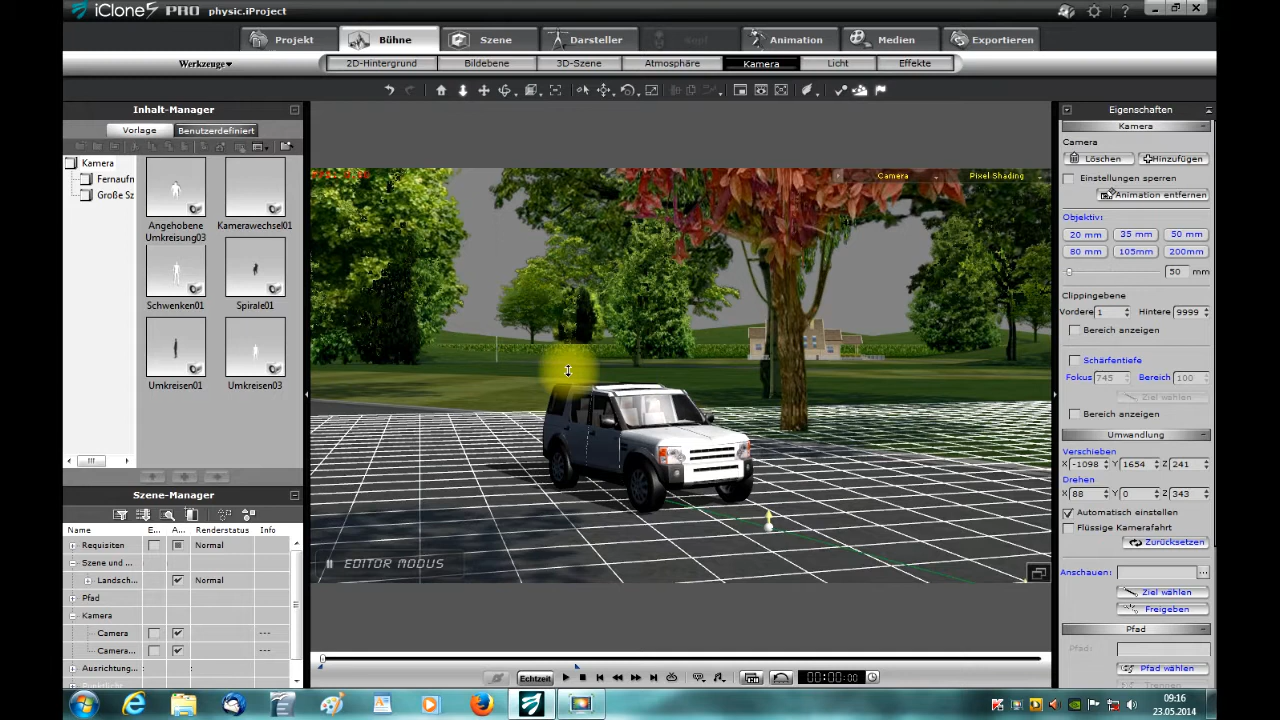 iClone5 PRO physic.iProject
Projekt Bühne Szene Darsteller Kopf Animation Medien Exportieren
Werkzeuge 2D-Hintergrund Bildebene 3D-Szene Atmosphäre Kamera Licht Effekte
Inhalt-Manager
Vorlage Benutzerdefiniert
Kamera
Fernaufn
Große Sz
Angehobene Umkreisung03
Kamerawechsel01
Schwenken01
Spirale01
Umkreisen01
Umkreisen03
Szene-Manager
Name E... A... Renderstatus Info
Requisiten Normal
Szene und ...
Landsch... Normal
Pfad
Kamera
Camera ---
Camera... ---
Ausrichtung...
Camera Pixel Shading
EDITOR MODUS
Echtzeit 00:00:00
Eigenschaften
Kamera
Camera
Löschen Hinzufügen
Einstellungen sperren
Animation entfernen
Objektiv:
20 mm 35 mm 50 mm
80 mm 105mm 200mm
50 mm
Clippingebene
Vordere 1 Hintere 9999
Bereich anzeigen
Schärfentiefe
Fokus 745 Bereich 100
Ziel wählen
Bereich anzeigen
Umwandlung
Verschieben
X -1098 Y 1654 Z 241
Drehen
X 88 Y 0 Z 343
Automatisch einstellen
Flüssige Kamerafahrt
Zurücksetzen
Anschauen:
Ziel wählen
Freigeben
Pfad
Pfad:
Pfad wählen
Trennen
09:16
23.05.2014